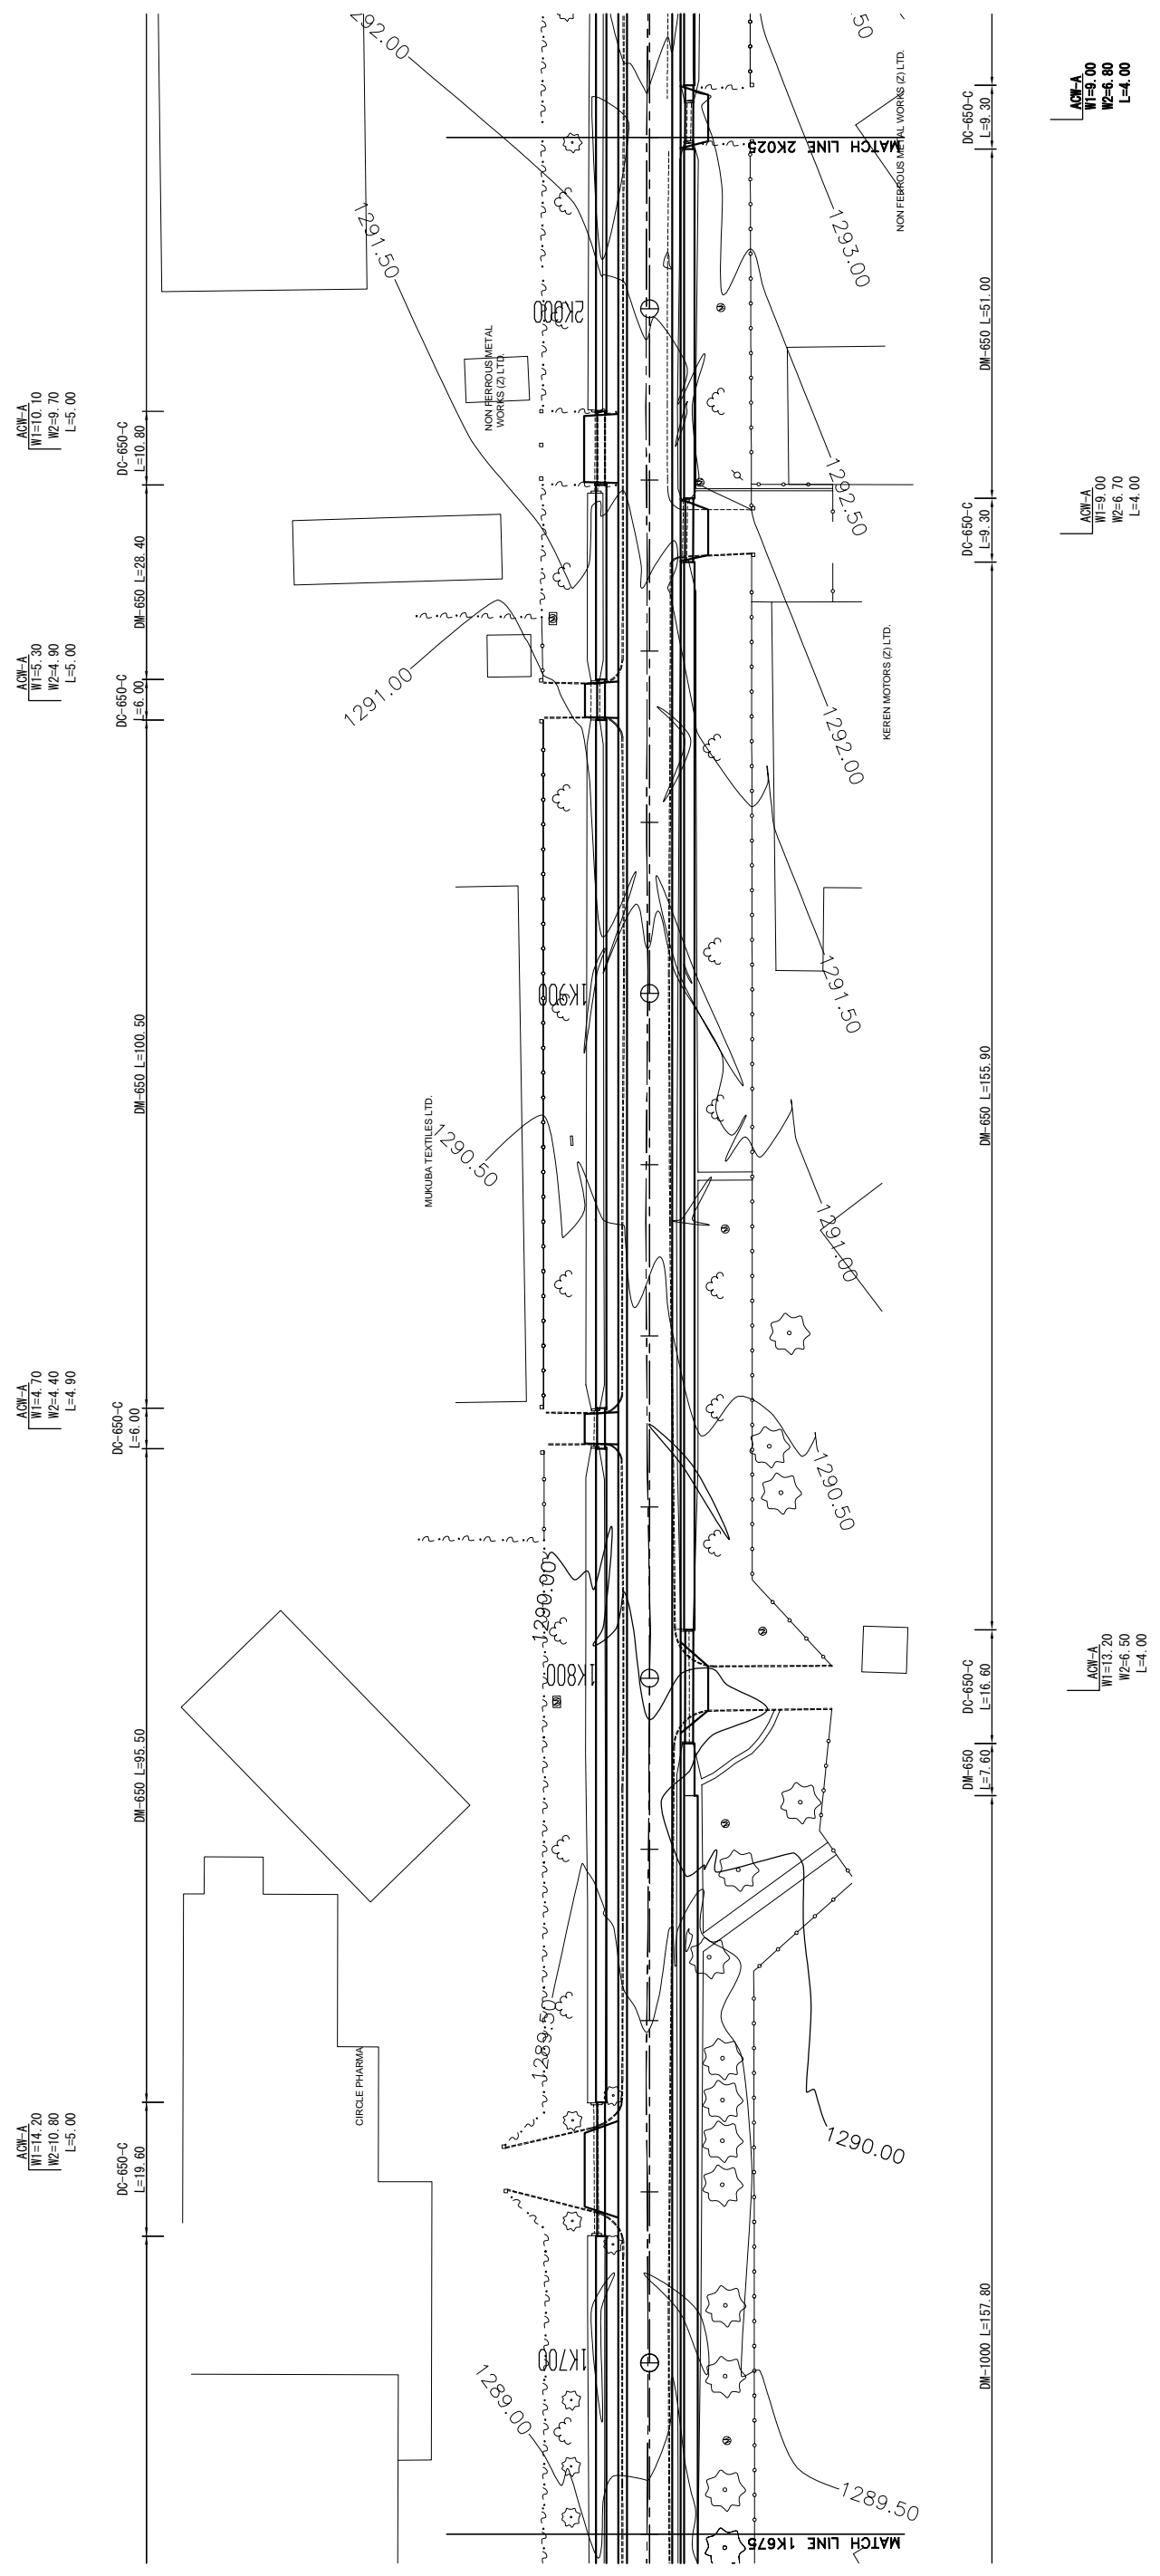 292.00
50
NON FERROUS METAL WORKS (Z) LTD.
DC-650-C
L=9.30
ACW-A
W1=9.00
W2=6.80
L=4.00
MATCH LINE 2K025
1291.50
1293.00
2K000
NON FERROUS METAL
WORKS (Z) LTD.
DM-650 L=51.00
ACW-A
W1=10.10
W2=9.70
L=5.00
DC-650-C
L=10.80
1292.50
DC-650-C
L=9.30
ACW-A
W1=9.00
W2=6.70
L=4.00
DM-650 L=28.40
ACW-A
W1=5.30
W2=4.90
L=5.00
DC-650-C
L=6.00
1291.00
KEREN MOTORS (Z) LTD.
1292.00
1K900
1291.50
DM-650 L=100.50
MUKUBA TEXTILES LTD.
1290.50
DM-650 L=155.90
1291.00
ACW-A
W1=4.70
W2=4.40
L=4.90
DC-650-C
L=6.00
1290.50
1290.00
1K800
DC-650-C
L=16.60
ACW-A
W1=13.20
W2=6.50
L=4.00
DM-650 L=95.50
DM-650
L=7.60
1289.50
CIRCLE PHARMA
ACW-A
W1=14.20
W2=10.80
L=5.00
DC-650-C
L=19.60
1290.00
1K700
1289.00
DM-1000 L=157.80
1289.50
MATCH LINE 1K675